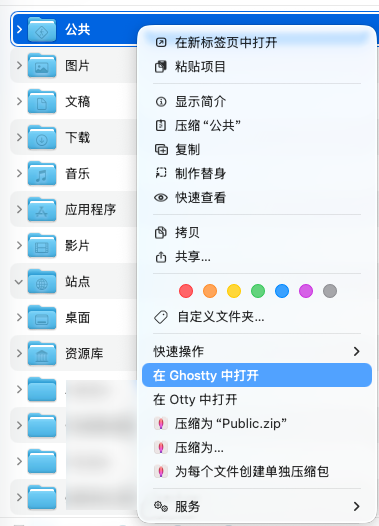 公共
图片
文稿
下载
音乐
应用程序
影片
站点
桌面
资源库
在新标签页中打开
粘贴项目
显示简介
压缩 “公共”
复制
制作替身
快速查看
拷贝
共享...
自定义文件夹...
快速操作
在 Ghostty 中打开
在 Otty 中打开
压缩为 “Public.zip”
压缩为...
为每个文件创建单独压缩包
服务